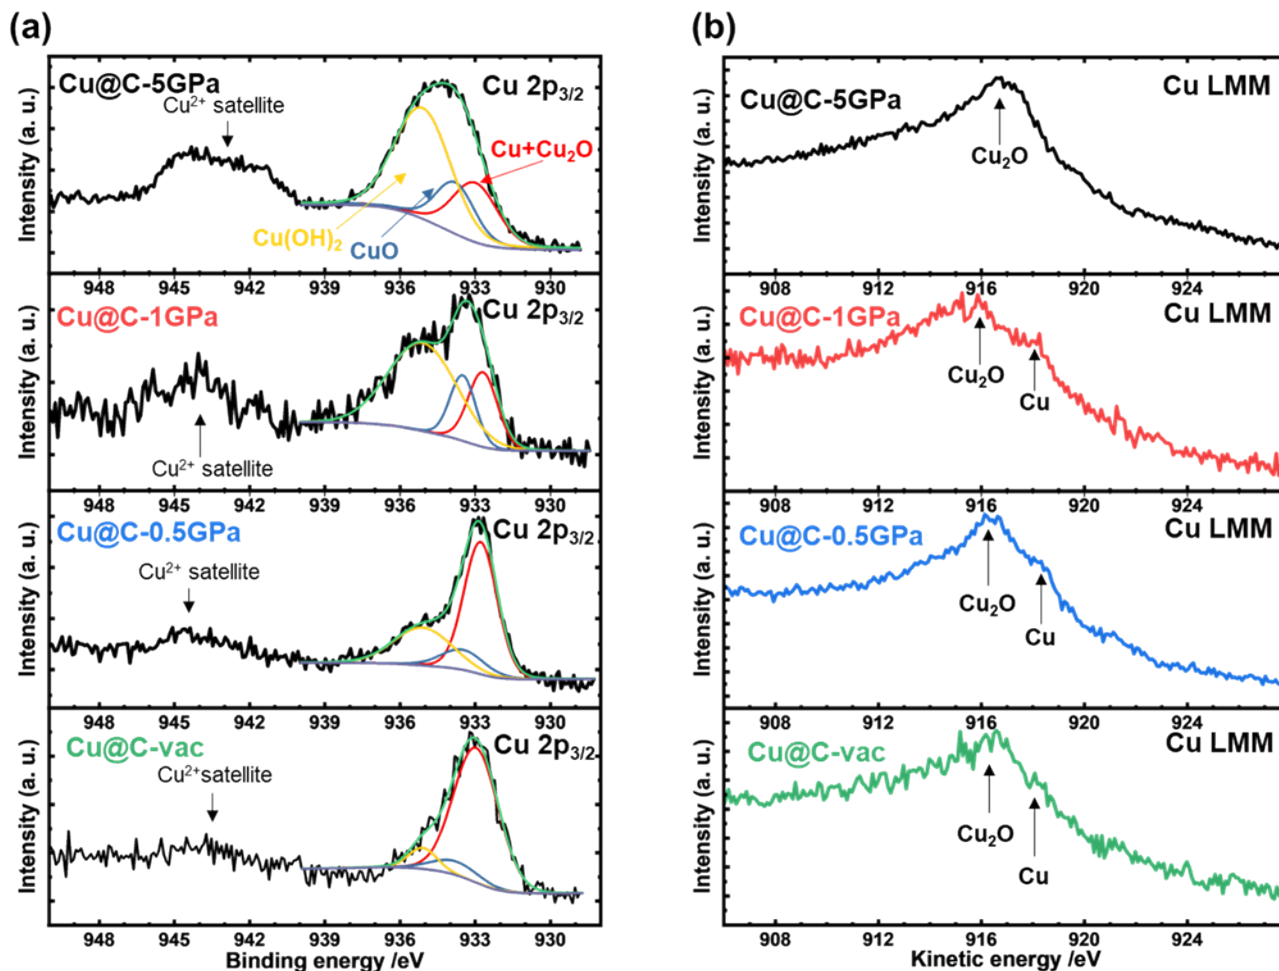 (a)
Cu@C-5GPa
Cu 2p3/2
Cu2+ satellite
Cu+Cu2O
Cu(OH)2
CuO
Intensity (a. u.)
948 945 942 939 936 933 930
Cu@C-1GPa
Cu 2p3/2
Cu2+ satellite
Intensity (a. u.)
948 945 942 939 936 933 930
Cu@C-0.5GPa
Cu 2p3/2
Cu2+ satellite
Intensity (a. u.)
948 945 942 939 936 933 930
Cu@C-vac
Cu 2p3/2
Cu2+satellite
Intensity (a. u.)
948 945 942 939 936 933 930
Binding energy /eV
(b)
Cu@C-5GPa
Cu LMM
Cu2O
Intensity (a. u.)
908 912 916 920 924
Cu@C-1GPa
Cu LMM
Cu2O
Cu
Intensity (a. u.)
908 912 916 920 924
Cu@C-0.5GPa
Cu LMM
Cu2O
Cu
Intensity (a. u.)
908 912 916 920 924
Cu@C-vac
Cu LMM
Cu2O
Cu
Intensity (a. u.)
908 912 916 920 924
Kinetic energy /eV